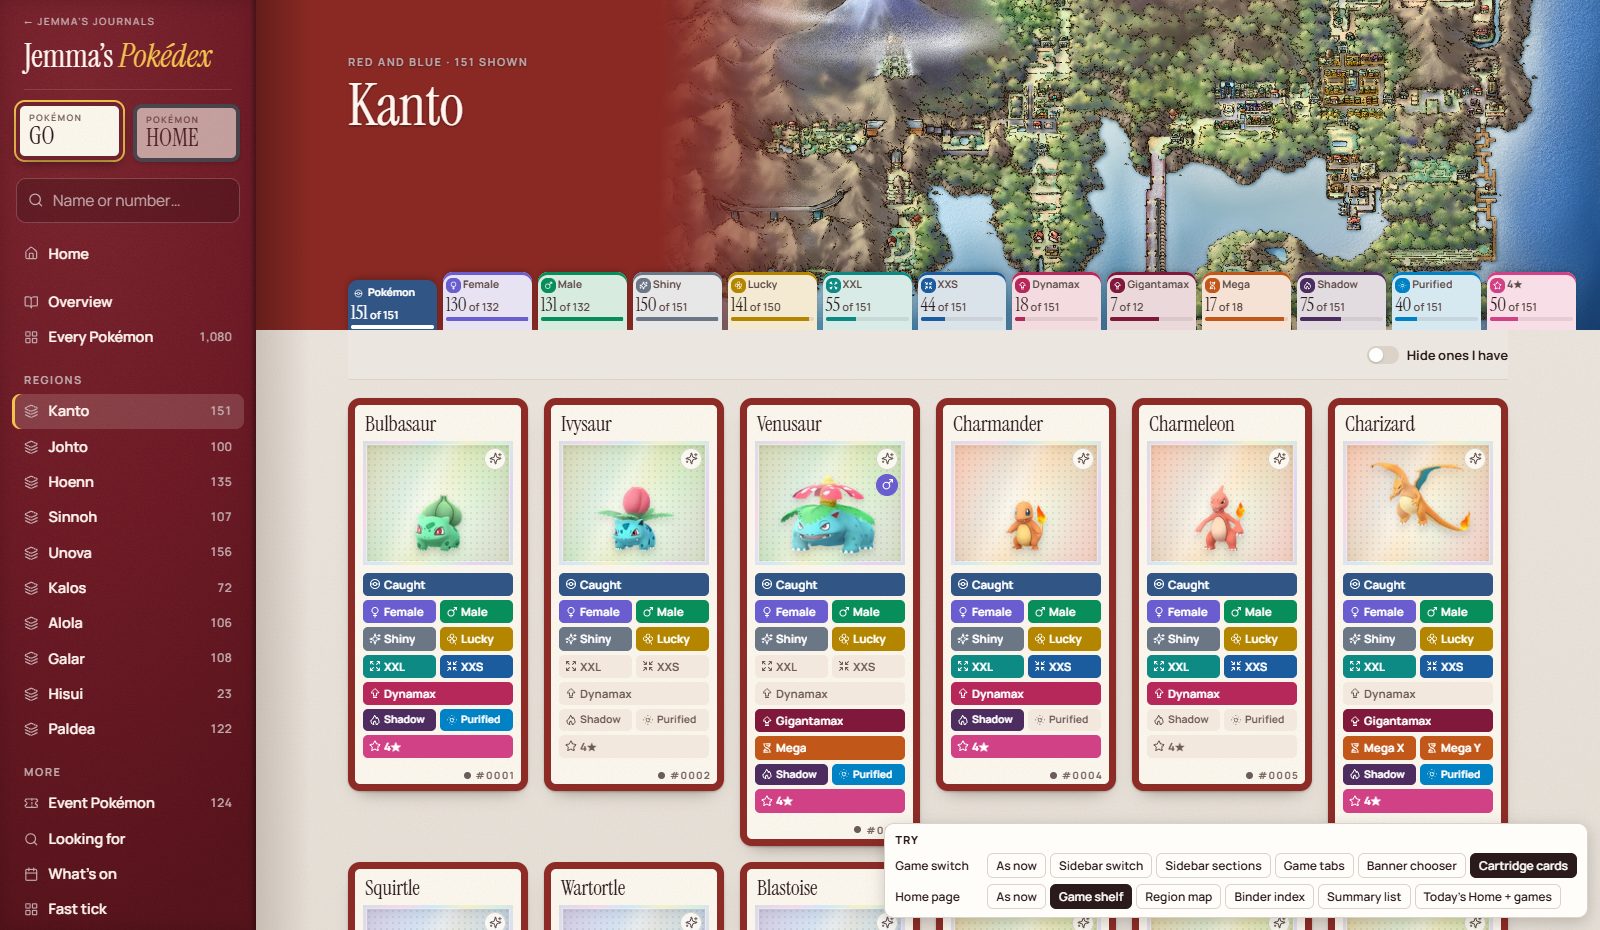 ← JEMMA'S JOURNALS
Jemma's Pokédex
POKÉMON
GO
POKÉMON
HOME
Name or number...
Home
Overview
Every Pokémon 1,080
REGIONS
Kanto 151
Johto 100
Hoenn 135
Sinnoh 107
Unova 156
Kalos 72
Alola 106
Galar 108
Hisui 23
Paldea 122
MORE
Event Pokémon 124
Looking for
What's on
Fast tick
RED AND BLUE · 151 SHOWN
Kanto
Pokémon
151 of 151
Female
130 of 132
Male
131 of 132
Shiny
150 of 151
Lucky
141 of 150
XXL
55 of 151
XXS
44 of 151
Dynamax
18 of 151
Gigantamax
7 of 12
Mega
17 of 18
Shadow
75 of 151
Purified
40 of 151
4★
50 of 151
Hide ones I have
Bulbasaur
Caught
Female Male
Shiny Lucky
XXL XXS
Dynamax
Shadow Purified
4★
#0001
Ivysaur
Caught
Female Male
Shiny Lucky
XXL XXS
Dynamax
Shadow Purified
4★
#0002
Venusaur
Caught
Female Male
Shiny Lucky
XXL XXS
Dynamax
Gigantamax
Mega
Shadow Purified
4★
Charmander
Caught
Female Male
Shiny Lucky
XXL XXS
Dynamax
Shadow Purified
4★
#0004
Charmeleon
Caught
Female Male
Shiny Lucky
XXL XXS
Dynamax
Shadow Purified
4★
#0005
Charizard
Caught
Female Male
Shiny Lucky
XXL XXS
Dynamax
Gigantamax
Mega X Mega Y
Shadow Purified
4★
Squirtle
Wartortle
Blastoise
TRY
Game switch As now Sidebar switch Sidebar sections Game tabs Banner chooser Cartridge cards
Home page As now Game shelf Region map Binder index Summary list Today's Home + games